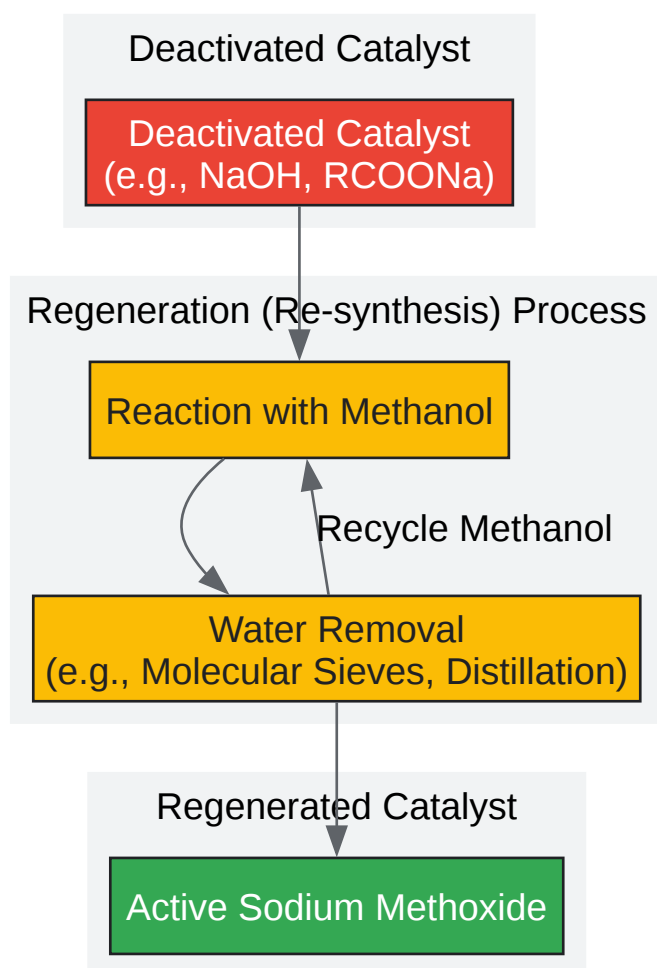 Deactivated Catalyst
Deactivated Catalyst
(e.g., NaOH, RCOONa)
Regeneration (Re-synthesis) Process
Reaction with Methanol
Recycle Methanol
Water Removal
(e.g., Molecular Sieves, Distillation)
Regenerated Catalyst
Active Sodium Methoxide